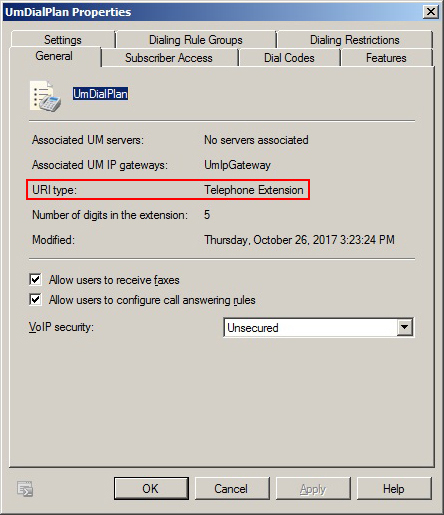 UmDialPlan Properties
Settings Dialing Rule Groups Dialing Restrictions
General Subscriber Access Dial Codes Features
UmDialPlan
Associated UM servers: No servers associated
Associated UM IP gateways: UmIpGateway
URI type: Telephone Extension
Number of digits in the extension: 5
Modified: Thursday, October 26, 2017 3:23:24 PM
Allow users to receive faxes
Allow users to configure call answering rules
VoIP security: Unsecured
OK Cancel Apply Help